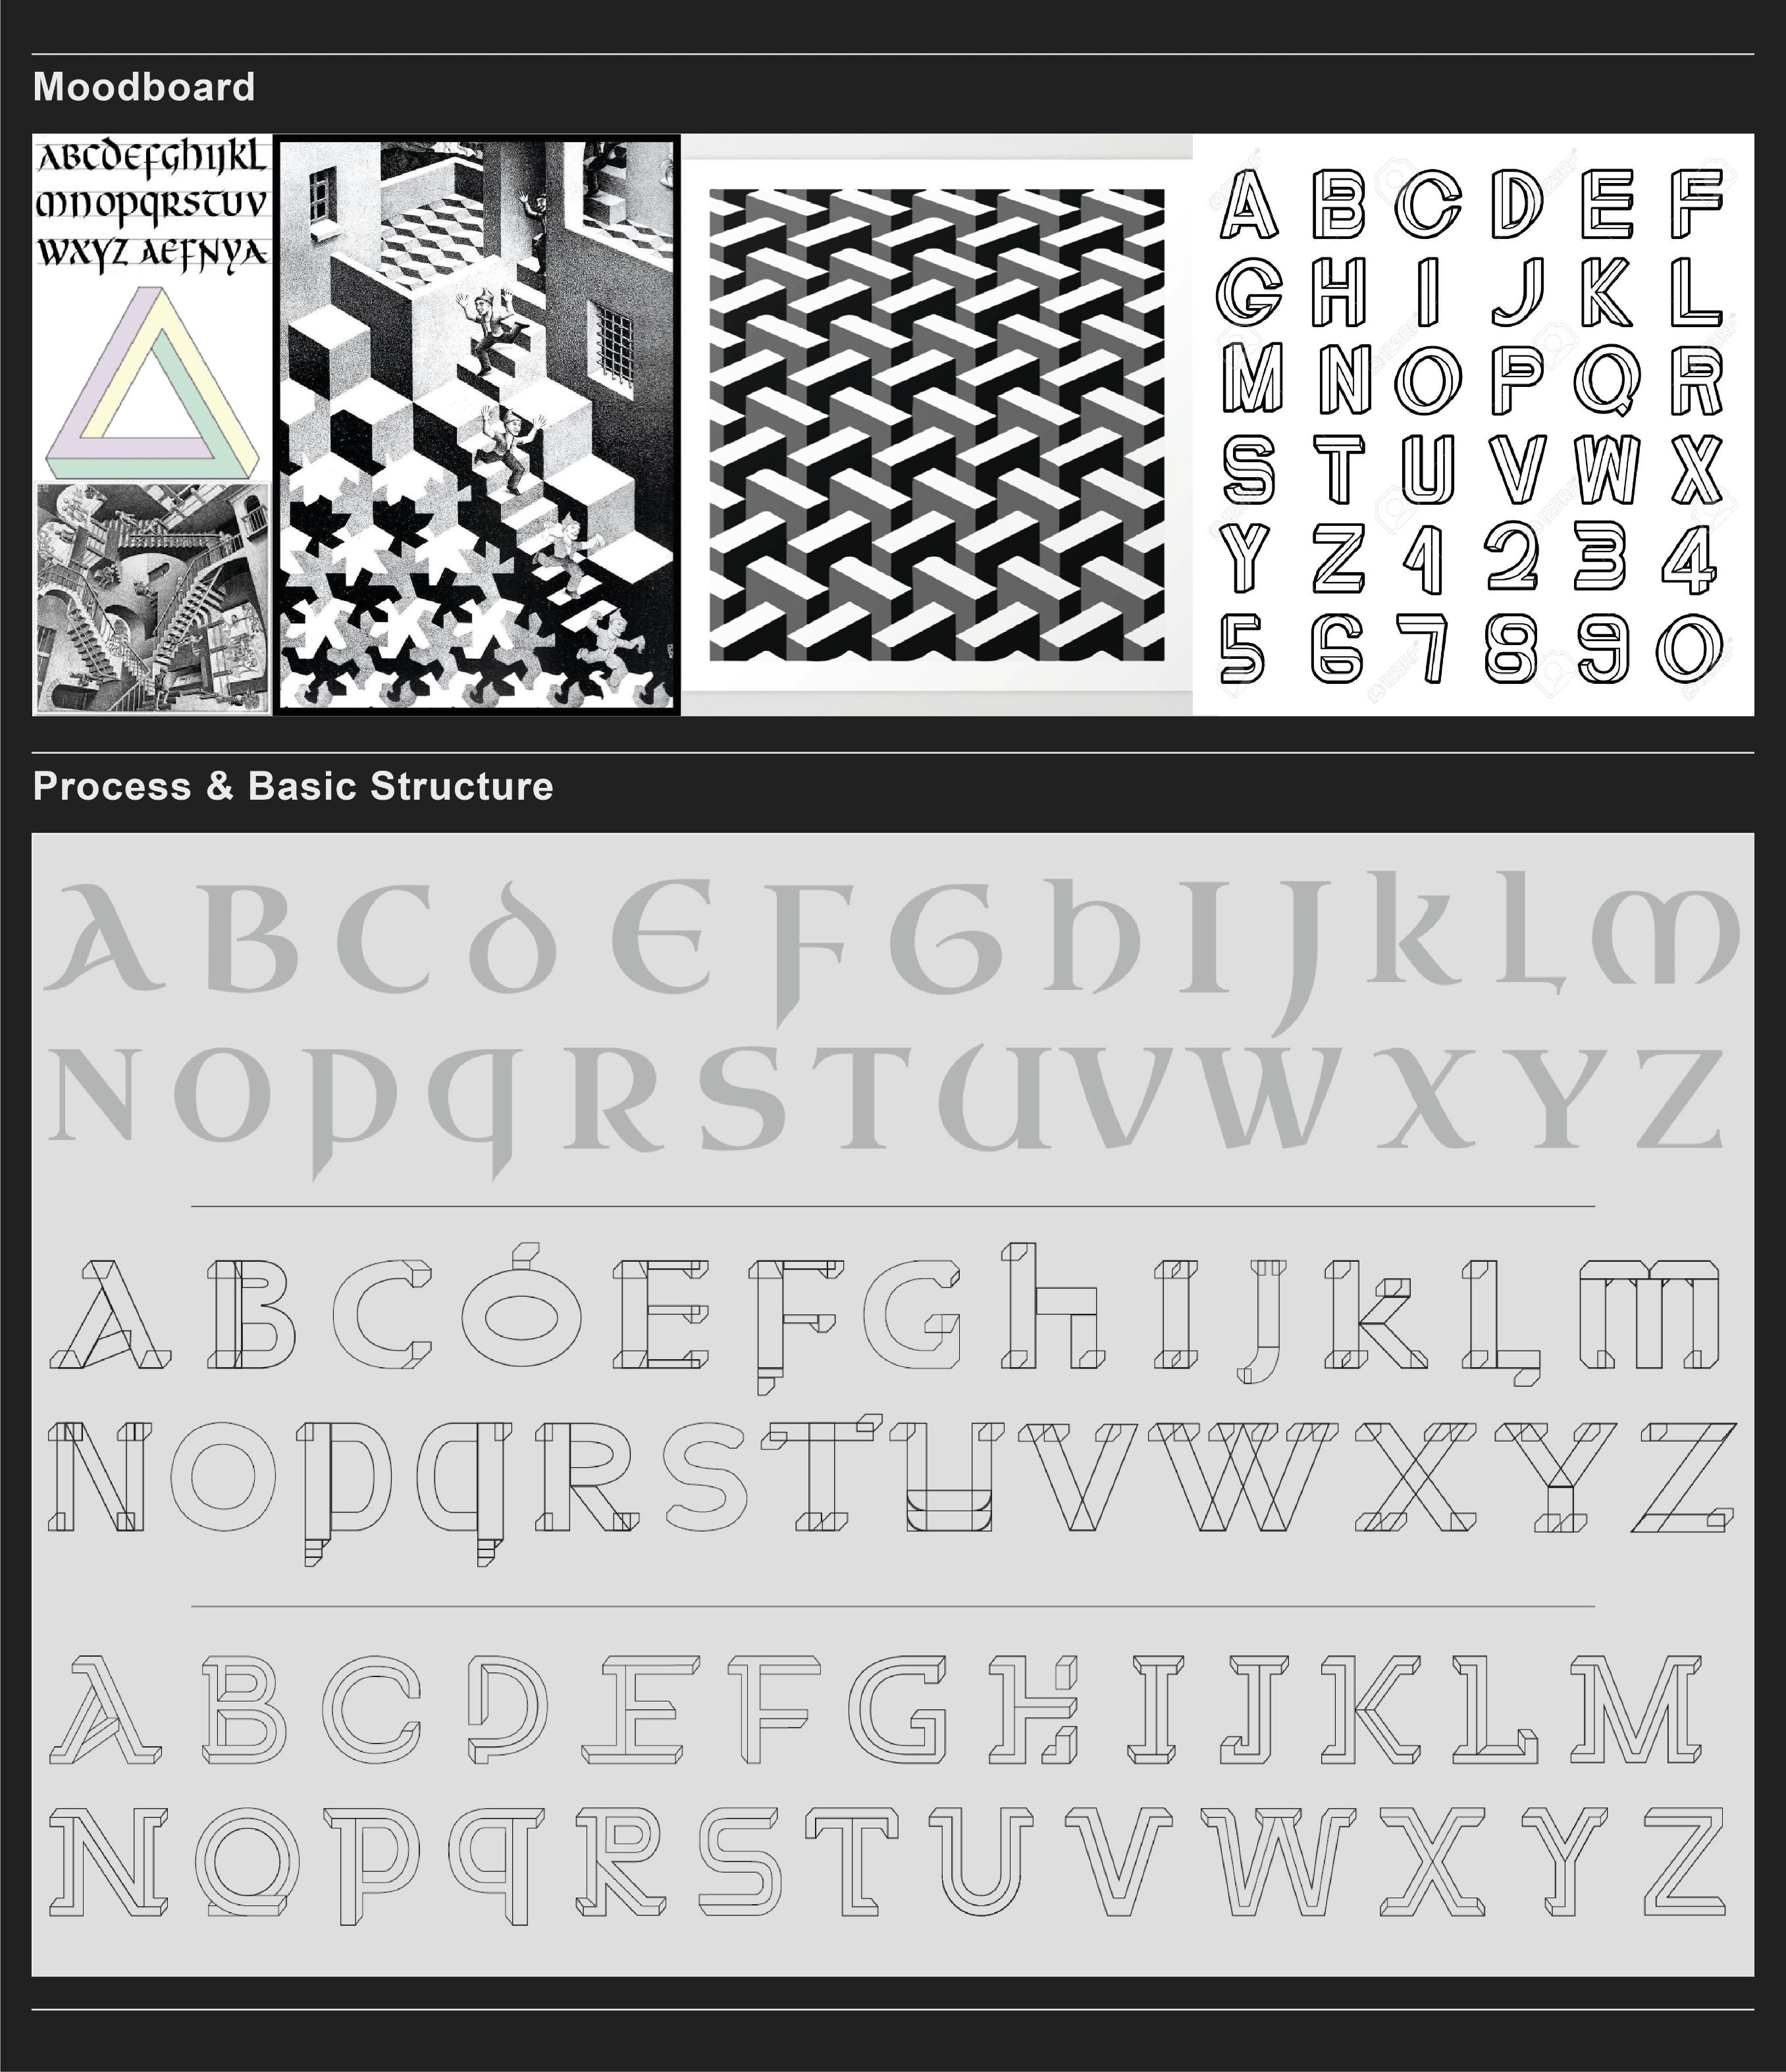 Moodboard
ABCDEFGhIJKL
MNOPQRSTUV
WXYZ AEFNYA
A B C D E F
G H I J K L
M N O P Q R
S T U V W X
Y Z 1 2 3 4
5 6 7 8 9 0
Process & Basic Structure
A B C D E F G h I J k L M
N O P q R S T U V W X Y Z
A B C O E F G h I J k L M
N O P q R S T U V W X Y Z
A B C D E F G H I J K L M
N O P q R S T U V W X Y Z